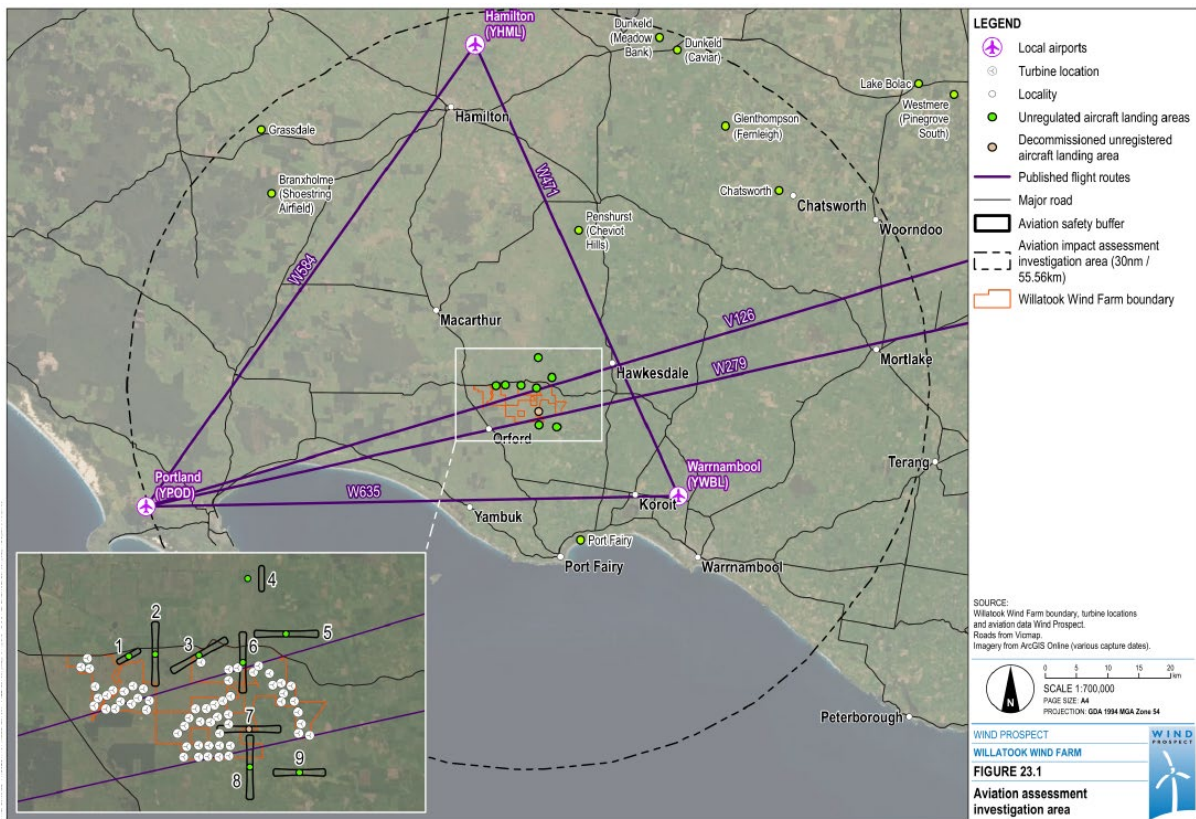 Hamilton
(YHML)
Dunkeld
(Meadow
Bank)
Dunkeld
(Caviar)
Lake Bolac
Westmere
(Pinegrove
South)
Hamilton
Glenthompson
(Fernleigh)
Grassdale
Branxholme
(Shoestring
Airfield)
W471
Chatsworth
Chatsworth
Penshurst
(Cheviot
Hills)
Woorndoo
W584
Macarthur
V126
W279
Hawkesdale
Mortlake
Orford
Portland
(YPOD)
Warrnambool
(YWBL)
Terang
W635
Koroit
Yambuk
Port Fairy
Port Fairy
Warrnambool
Peterborough
1
2
3
4
5
6
7
8
9
LEGEND
Local airports
Turbine location
Locality
Unregulated aircraft landing areas
Decommissioned unregistered
aircraft landing area
Published flight routes
Major road
Aviation safety buffer
Aviation impact assessment
investigation area (30nm /
55.56km)
Willatook Wind Farm boundary
SOURCE:
Willatook Wind Farm boundary, turbine locations
and aviation data Wind Prospect.
Roads from Vicmap.
Imagery from ArcGIS Online (various capture dates).
N
0 5 10 15 20
km
SCALE 1:700,000
PAGE SIZE: A4
PROJECTION: GDA 1994 MGA Zone 54
WIND PROSPECT
WILLATOOK WIND FARM
FIGURE 23.1
Aviation assessment
investigation area
WIND
PROSPECT